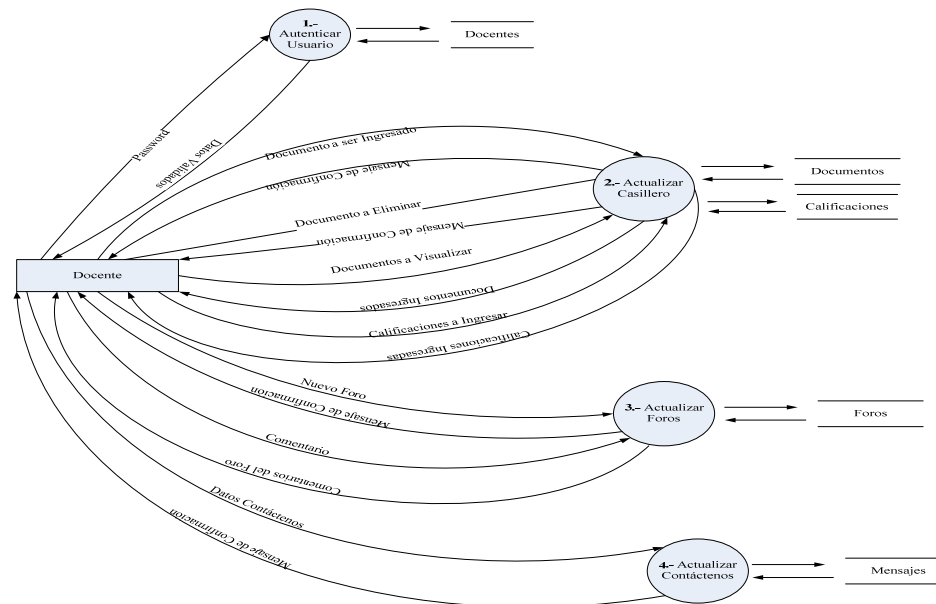 1.-
Autenticar
Usuario
Docentes
Password
Datos Validados
Documento a ser Ingresado
Mensaje de Confirmación
2.- Actualizar
Casillero
Documentos
Calificaciones
Documento a Eliminar
Mensaje de Confirmación
Documentos a Visualizar
Docente
Documentos Ingresados
Calificaciones a Ingresar
Calificaciones Ingresadas
Nuevo Foro
Mensaje de Confirmación
3.- Actualizar
Foros
Foros
Comentario
Comentarios del Foro
Datos Contáctenos
Mensaje de Confirmación
4.- Actualizar
Contáctenos
Mensajes